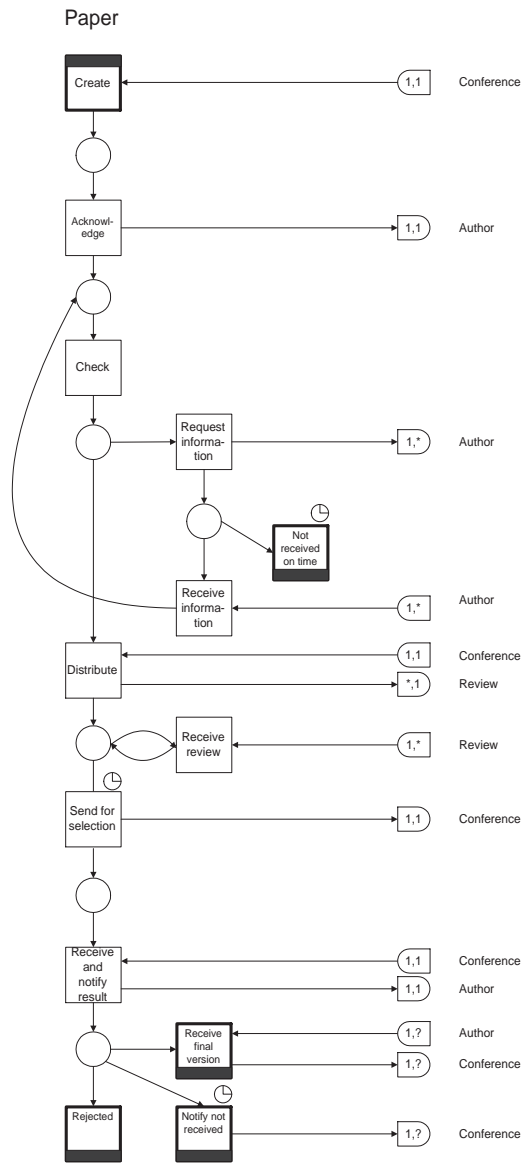 Paper
Create
1,1
Conference
Acknowl-
edge
1,1
Author
Check
Request
informa-
tion
1,*
Author
Not
received
on time
Receive
informa-
tion
1,*
Author
Distribute
1,1
Conference
*,1
Review
Receive
review
1,*
Review
Send for
selection
1,1
Conference
Receive
and
notify
result
1,1
Conference
1,1
Author
Receive
final
version
1,?
Author
1,?
Conference
Rejected
Notify not
received
1,?
Conference